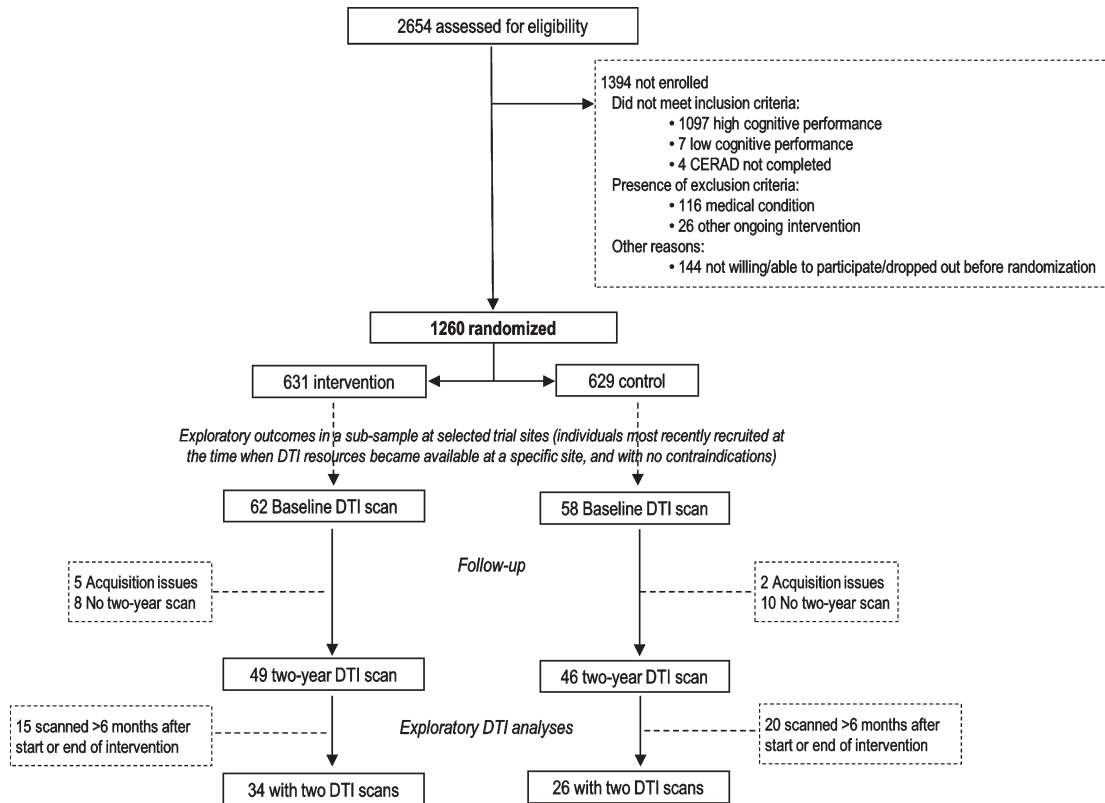 2654 assessed for eligibility
1394 not enrolled
Did not meet inclusion criteria:
• 1097 high cognitive performance
• 7 low cognitive performance
• 4 CERAD not completed
Presence of exclusion criteria:
• 116 medical condition
• 26 other ongoing intervention
Other reasons:
• 144 not willing/able to participate/dropped out before randomization
1260 randomized
631 intervention
629 control
Exploratory outcomes in a sub-sample at selected trial sites (individuals most recently recruited at
the time when DTI resources became available at a specific site, and with no contraindications)
62 Baseline DTI scan
58 Baseline DTI scan
Follow-up
5 Acquisition issues
8 No two-year scan
2 Acquisition issues
10 No two-year scan
49 two-year DTI scan
46 two-year DTI scan
15 scanned >6 months after
start or end of intervention
Exploratory DTI analyses
20 scanned >6 months after
start or end of intervention
34 with two DTI scans
26 with two DTI scans